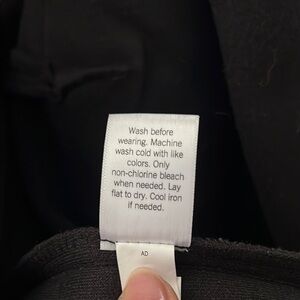 Wash before
wearing. Machine
wash cold with like
colors. Only
non-chlorine bleach
when needed. Lay
flat to dry. Cool iron
if needed.
AD